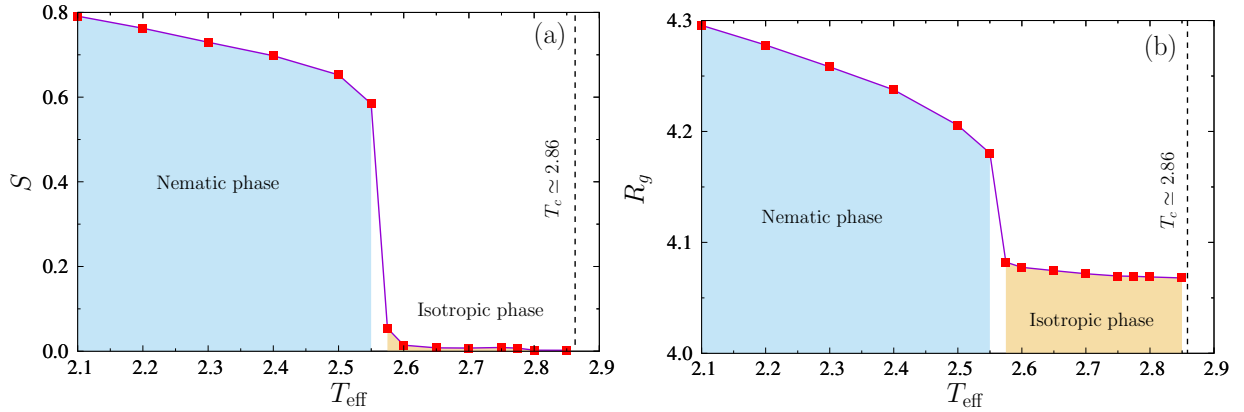 (a)
0.8
0.6
0.4
0.2
0.0
S
Nematic phase
Isotropic phase
T_c ≃ 2.86
2.1 2.2 2.3 2.4 2.5 2.6 2.7 2.8 2.9
T_eff
(b)
4.3
4.2
4.1
4.0
R_g
Nematic phase
Isotropic phase
T_c ≃ 2.86
2.1 2.2 2.3 2.4 2.5 2.6 2.7 2.8 2.9
T_eff